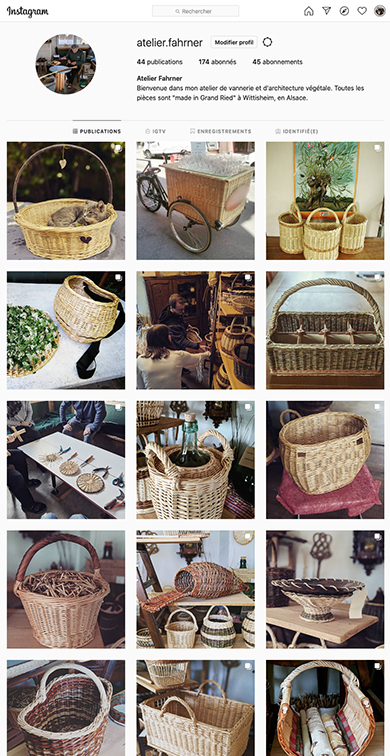 Instagram
Rechercher
atelier.fahrner Modifier profil
44 publications 174 abonnés 45 abonnements
Atelier Fahrner
Bienvenue dans mon atelier de vannerie et d'architecture végétale. Toutes les
pièces sont "made in Grand Ried" à Wittisheim, en Alsace.
PUBLICATIONS IGTV ENREGISTREMENTS IDENTIFIÉ(E)